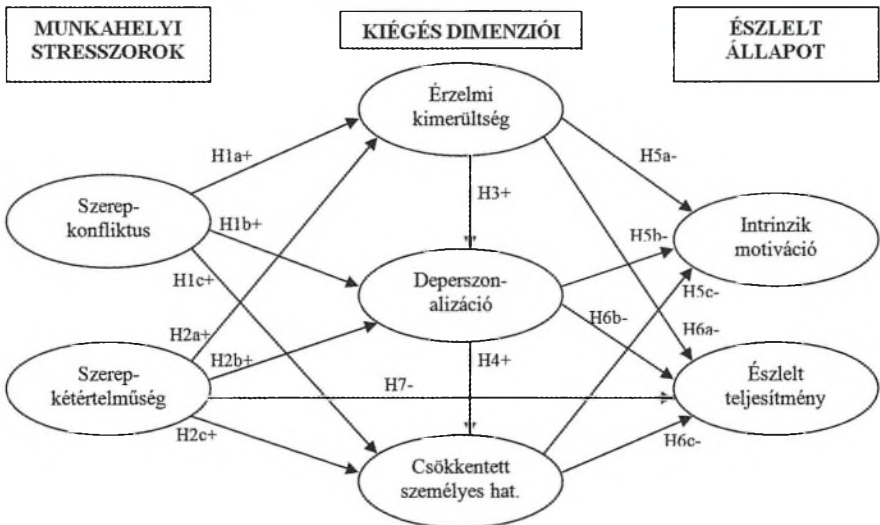 MUNKAHELYI
STRESSZOROK
KIÉGÉS DIMENZIÓI
ÉSZLELT
ÁLLAPOT
Érzelmi
kimerültség
H1a+
H5a-
H3+
Szerep-
konfliktus
H1b+
H5b-
Intrinzik
motiváció
H1c+
Deperszon-
alizáció
H5c-
H2a+
H6b-
H6a-
H2b+
H4+
Szerep-
kétértelműség
H7-
Észlelt
teljesítmény
H2c+
H6c-
Csökkentett
személyes hat.